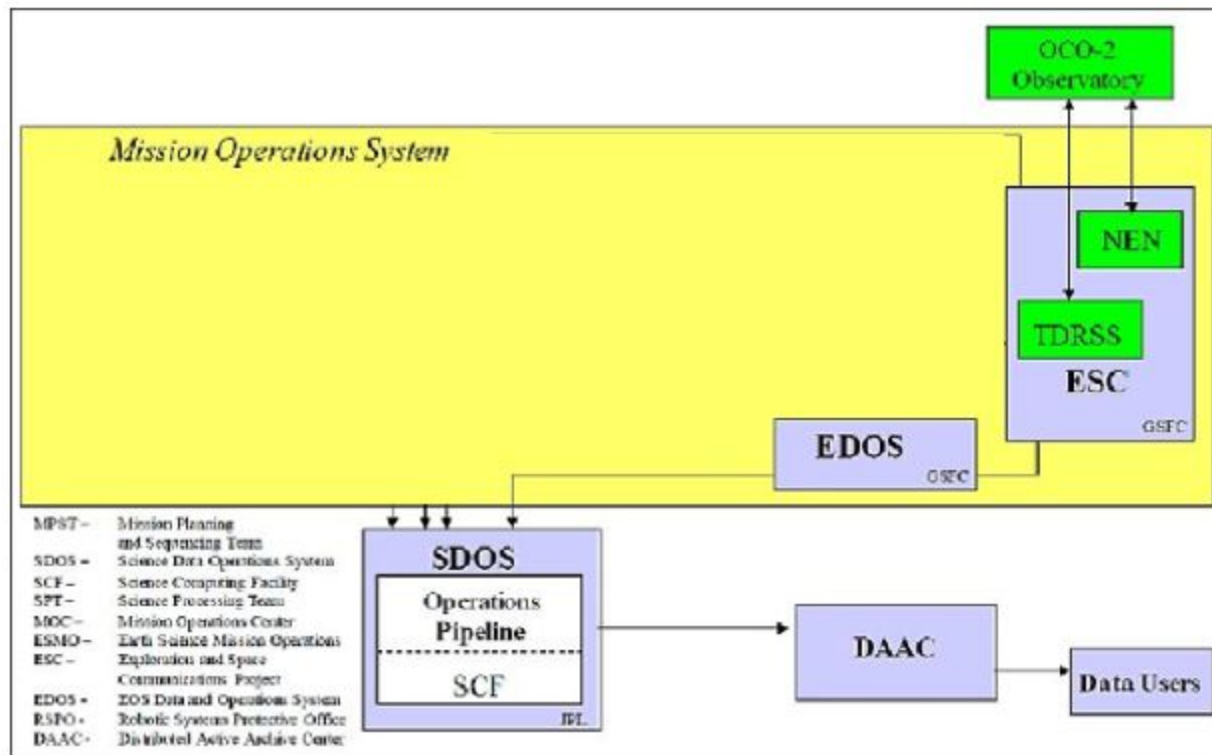 OCO-2
Observatory
Mission Operations System
NEN
TDRSS
ESC
GSFC
EDOS
GSFC
MPST – Mission Planning
and Sequencing Team
SDOS = Science Data Operations System
SCF – Science Computing Facility
SPT – Science Processing Team
MOC – Mission Operations Center
ESMO – Earth Science Mission Operations
ESC – Exploration and Space
Communications Project
EDOS = EOS Data and Operations System
RSPO - Robotic Systems Protective Office
DAAC - Distributed Active Archive Center
SDOS
Operations
Pipeline
SCF
JPL
DAAC
Data Users